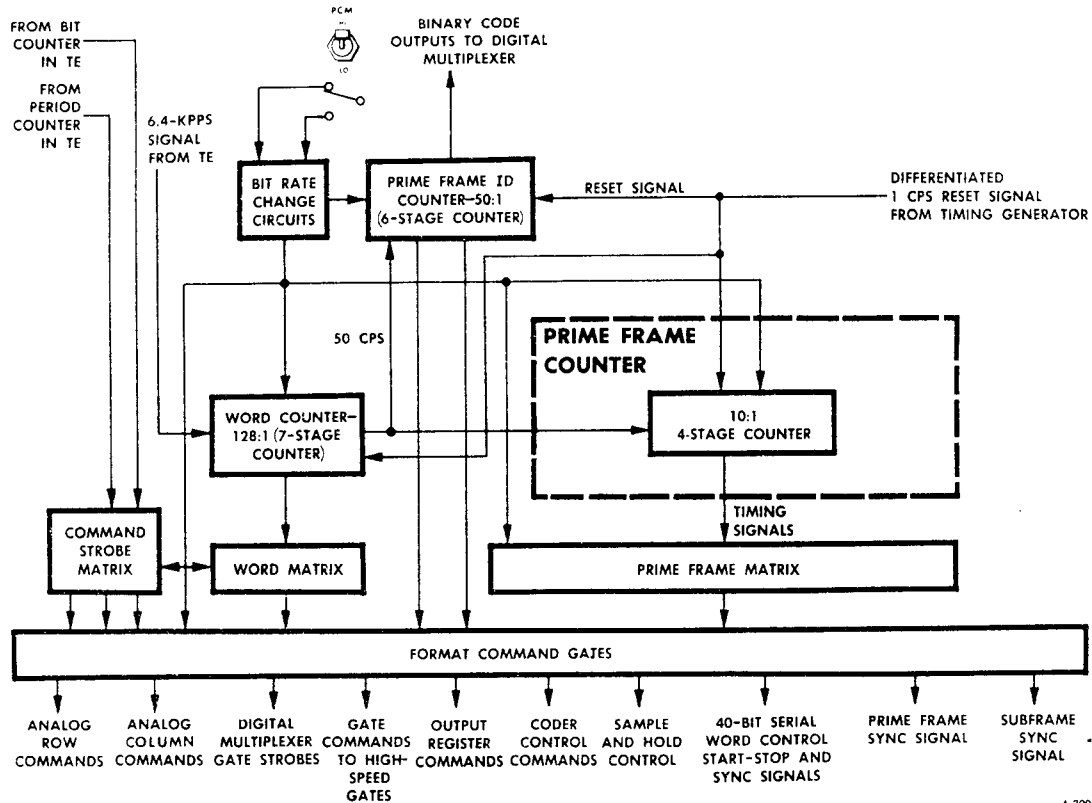 FROM BIT
COUNTER
IN TE
FROM
PERIOD
COUNTER
IN TE
6.4-KPPS
SIGNAL
FROM TE
PCM
HI
LO
BINARY CODE
OUTPUTS TO DIGITAL
MULTIPLEXER
BIT RATE
CHANGE
CIRCUITS
PRIME FRAME ID
COUNTER—50:1
(6-STAGE COUNTER)
RESET SIGNAL
DIFFERENTIATED
1 CPS RESET SIGNAL
FROM TIMING GENERATOR
50 CPS
PRIME FRAME
COUNTER
WORD COUNTER—
128:1 (7-STAGE
COUNTER)
10:1
4-STAGE COUNTER
TIMING
SIGNALS
COMMAND
STROBE
MATRIX
WORD MATRIX
PRIME FRAME MATRIX
FORMAT COMMAND GATES
ANALOG
ROW
COMMANDS
ANALOG
COLUMN
COMMANDS
DIGITAL
MULTIPLEXER
GATE STROBES
GATE
COMMANDS
TO HIGH-
SPEED
GATES
OUTPUT
REGISTER
COMMANDS
CODER
CONTROL
COMMANDS
SAMPLE
AND HOLD
CONTROL
40-BIT SERIAL
WORD CONTROL
START-STOP AND
SYNC SIGNALS
PRIME FRAME
SYNC SIGNAL
SUBFRAME
SYNC
SIGNAL